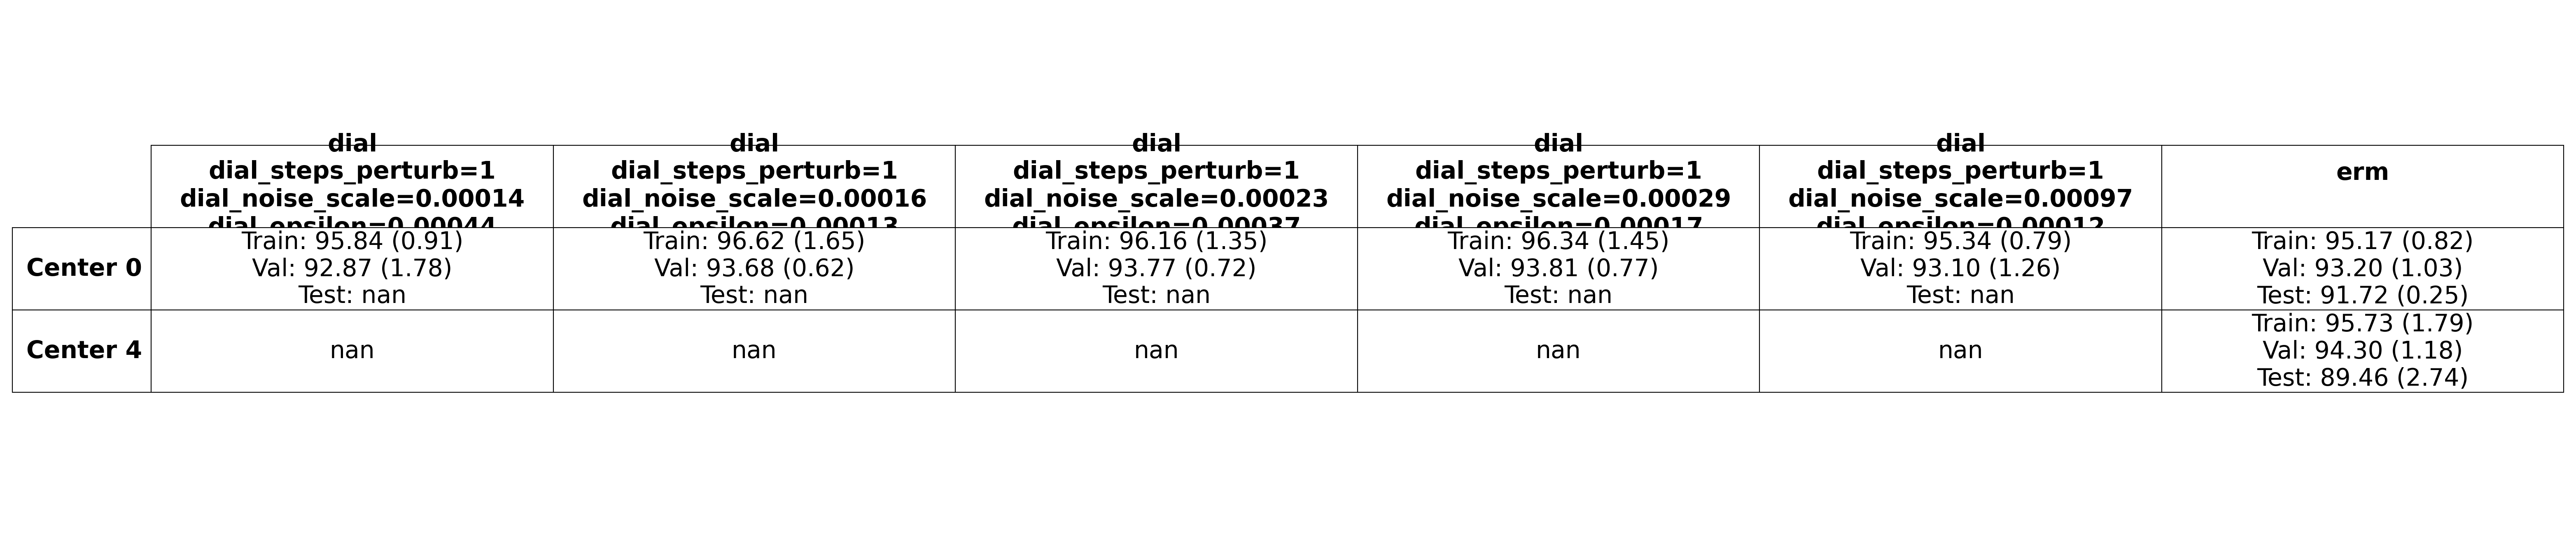 dial
dial_steps_perturb=1
dial_noise_scale=0.00014
dial_epsilon=0.00044
dial
dial_steps_perturb=1
dial_noise_scale=0.00016
dial_epsilon=0.00013
dial
dial_steps_perturb=1
dial_noise_scale=0.00023
dial_epsilon=0.00037
dial
dial_steps_perturb=1
dial_noise_scale=0.00029
dial_epsilon=0.00017
dial
dial_steps_perturb=1
dial_noise_scale=0.00097
dial_epsilon=0.00012
erm
Center 0
Train: 95.84 (0.91)
Val: 92.87 (1.78)
Test: nan
Train: 96.62 (1.65)
Val: 93.68 (0.62)
Test: nan
Train: 96.16 (1.35)
Val: 93.77 (0.72)
Test: nan
Train: 96.34 (1.45)
Val: 93.81 (0.77)
Test: nan
Train: 95.34 (0.79)
Val: 93.10 (1.26)
Test: nan
Train: 95.17 (0.82)
Val: 93.20 (1.03)
Test: 91.72 (0.25)
Center 4
nan
nan
nan
nan
nan
Train: 95.73 (1.79)
Val: 94.30 (1.18)
Test: 89.46 (2.74)